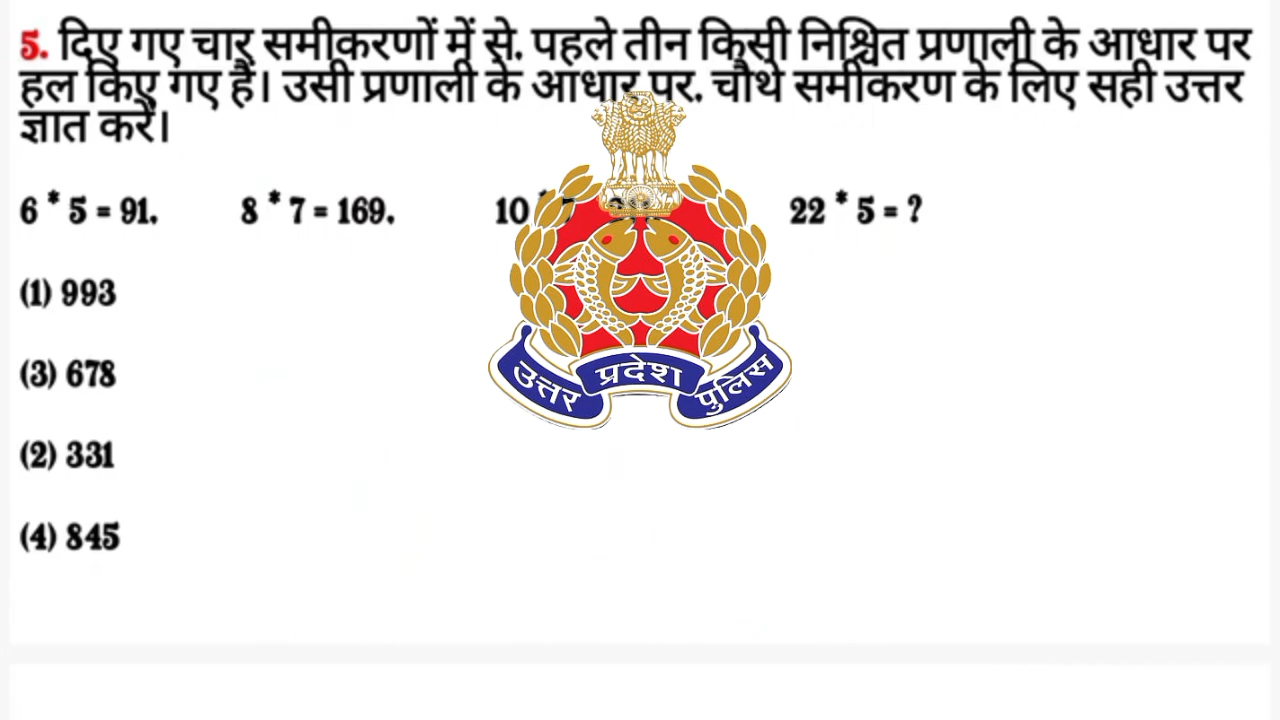 5. दिए गए चार समीकरणों में से, पहले तीन किसी निश्चित प्रणाली के आधार पर
हल किए गए हैं। उसी प्रणाली के आधार पर, चौथे समीकरण के लिए सही उत्तर
ज्ञात करें।
6 * 5 = 91, 8 * 7 = 169, 10 22 * 5 = ?
(1) 993
(3) 678
उत्तर प्रदेश पुलिस
(2) 331
(4) 845